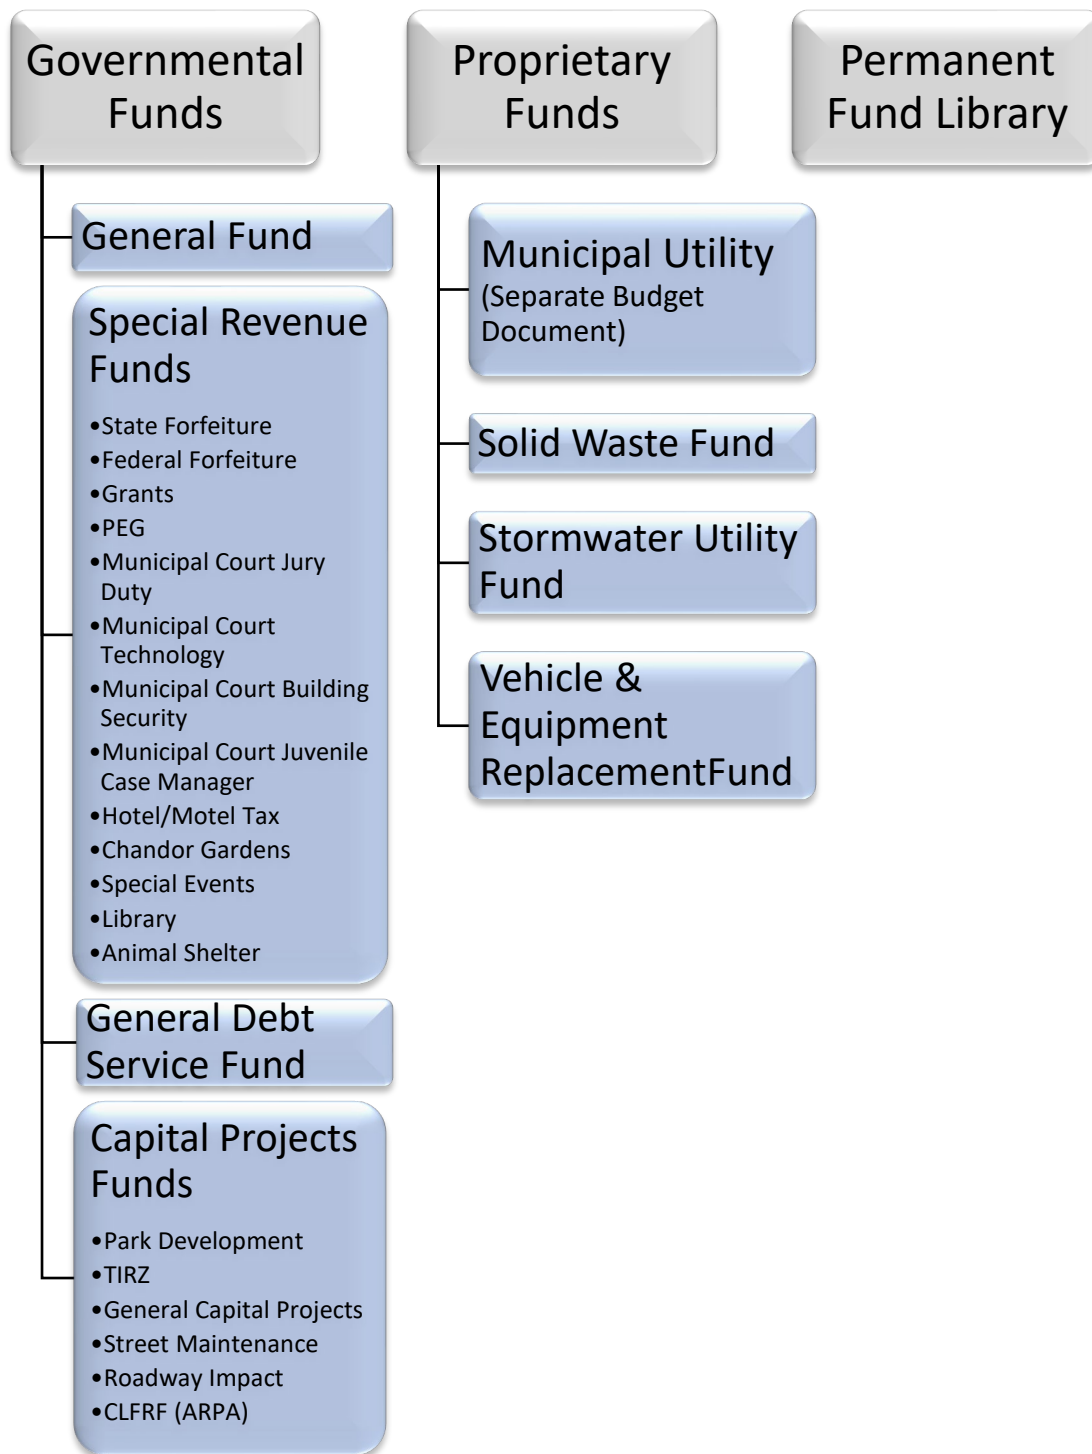 Governmental
Funds
General Fund
Special Revenue
Funds
•State Forfeiture
•Federal Forfeiture
•Grants
•PEG
•Municipal Court Jury
Duty
•Municipal Court
Technology
•Municipal Court Building
Security
•Municipal Court Juvenile
Case Manager
•Hotel/Motel Tax
•Chandor Gardens
•Special Events
•Library
•Animal Shelter
General Debt
Service Fund
Capital Projects
Funds
•Park Development
•TIRZ
•General Capital Projects
•Street Maintenance
•Roadway Impact
•CLFRF (ARPA)
Proprietary
Funds
Municipal Utility
(Separate Budget
Document)
Solid Waste Fund
Stormwater Utility
Fund
Vehicle &
Equipment
ReplacementFund
Permanent
Fund Library